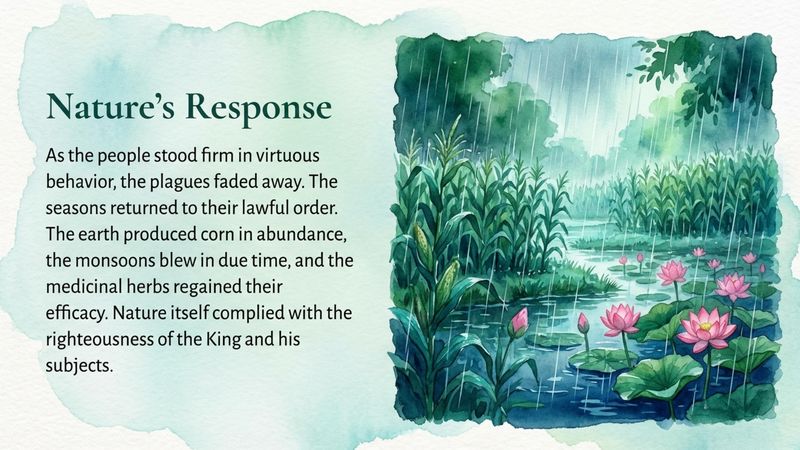 Nature’s Response
As the people stood firm in virtuous
behavior, the plagues faded away. The
seasons returned to their lawful order.
The earth produced corn in abundance,
the monsoons blew in due time, and the
medicinal herbs regained their
efficacy. Nature itself complied with the
righteousness of the King and his
subjects.